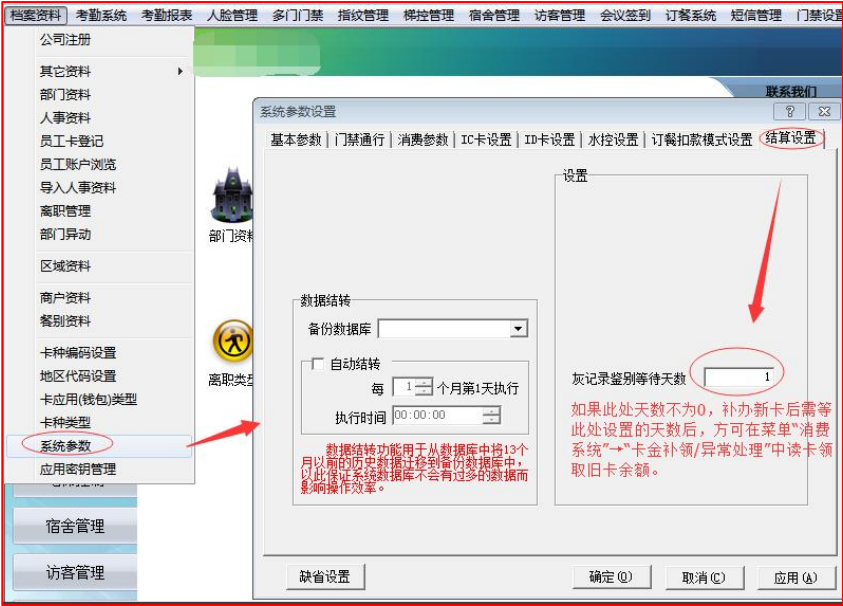 档案资料 考勤系统 考勤报表 人脸管理 多门门禁 指纹管理 梯控管理 宿舍管理 访客管理 会议签到 订餐系统 短信管理 门禁设置
公司注册
其它资料
部门资料
人事资料
员工卡登记
员工账户浏览
导入人事资料
离职管理
部门异动
区域资料
商户资料
餐别资料
卡种编码设置
地区代码设置
卡应用(钱包)类型
卡种类型
系统参数
应用密钥管理
宿舍管理
访客管理
联系我们
部门资料
离职类型
系统参数设置
基本参数 门禁通行 消费参数 IC卡设置 ID卡设置 水控设置 订餐扣款模式设置 结算设置
数据结转
备份数据库
自动结转
每 1 个月第1天执行
执行时间 00:00:00
数据结转功能用于从数据库中将13个
月以前的历史数据迁移到备份数据库中，
以此保证系统数据库不会有过多的数据而
影响操作效率。
设置
灰记录鉴别等待天数 1
如果此处天数不为0，补办新卡后需等
此处设置的天数后，方可在菜单“消费
系统”→“卡金补领/异常处理”中读卡领
取旧卡余额。
缺省设置 确定(O) 取消(C) 应用(A)